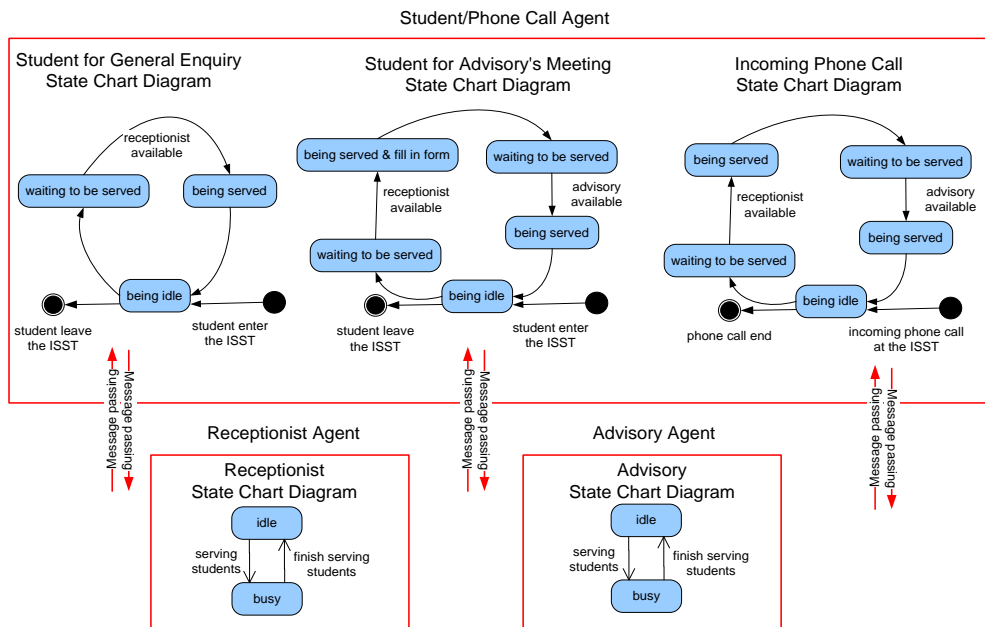 Student/Phone Call Agent
Student for General Enquiry
State Chart Diagram
receptionist
available
waiting to be served
being served
being idle
student leave
the ISST
student enter
the ISST
Student for Advisory's Meeting
State Chart Diagram
being served & fill in form
waiting to be served
receptionist
available
advisory
available
waiting to be served
being served
being idle
student leave
the ISST
student enter
the ISST
Incoming Phone Call
State Chart Diagram
being served
waiting to be served
receptionist
available
advisory
available
waiting to be served
being served
being idle
phone call end
incoming phone call
at the ISST
Message passing
Message passing
Message passing
Message passing
Message passing
Message passing
Receptionist Agent
Receptionist
State Chart Diagram
idle
serving
students
finish serving
students
busy
Advisory Agent
Advisory
State Chart Diagram
idle
serving
students
finish serving
students
busy